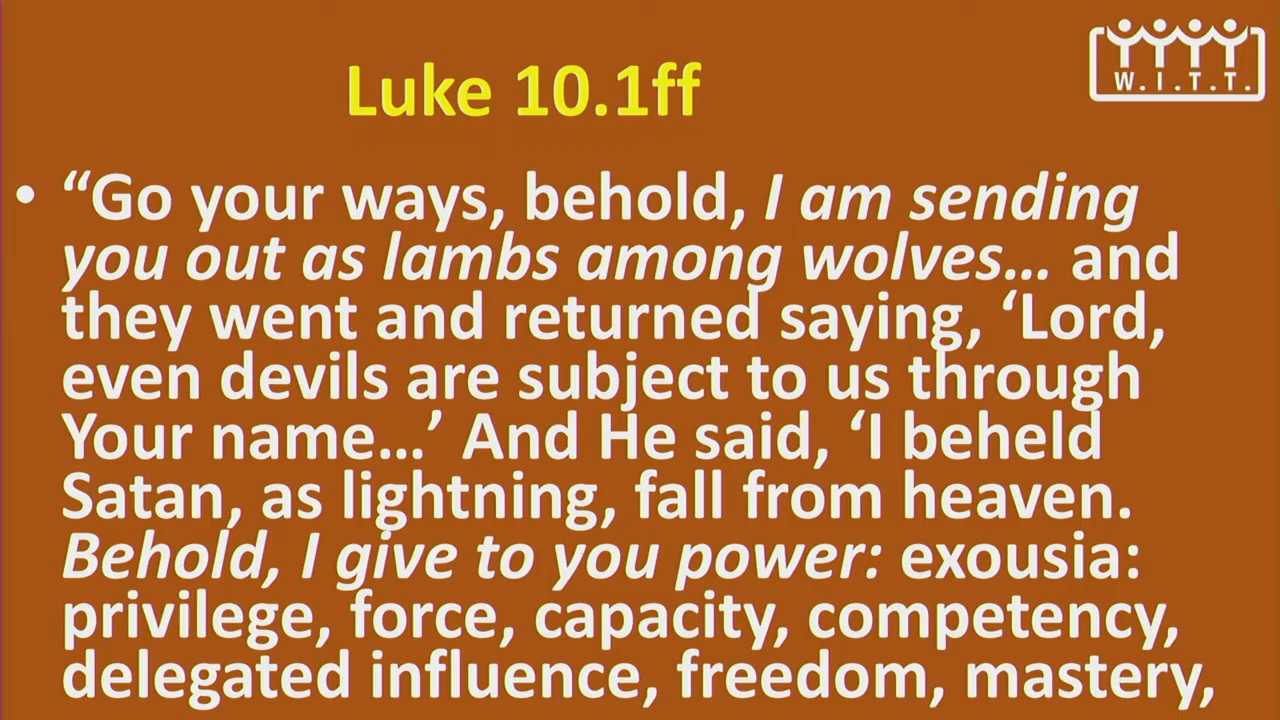 W.I.T.T.
Luke 10.1ff
• “Go your ways, behold, I am sending
you out as lambs among wolves… and
they went and returned saying, ‘Lord,
even devils are subject to us through
Your name…’ And He said, ‘I beheld
Satan, as lightning, fall from heaven.
Behold, I give to you power: exousia:
privilege, force, capacity, competency,
delegated influence, freedom, mastery,